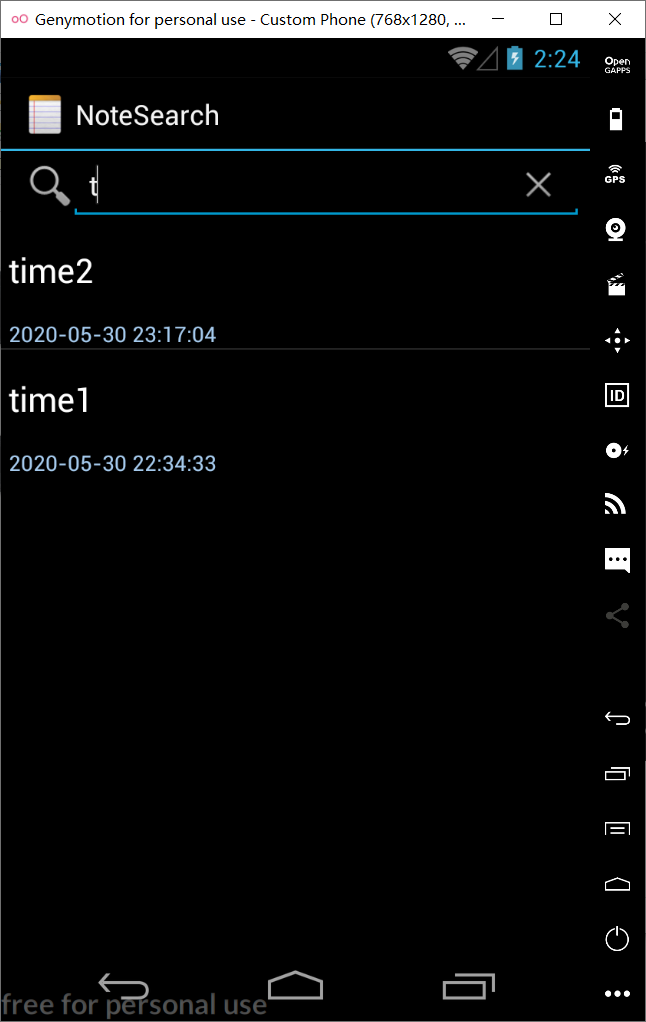 Genymotion for personal use - Custom Phone (768x1280, ...
2:24
Open
GAPPS
NoteSearch
GPS
t
time2
2020-05-30 23:17:04
time1
ID
2020-05-30 22:34:33
free for personal use